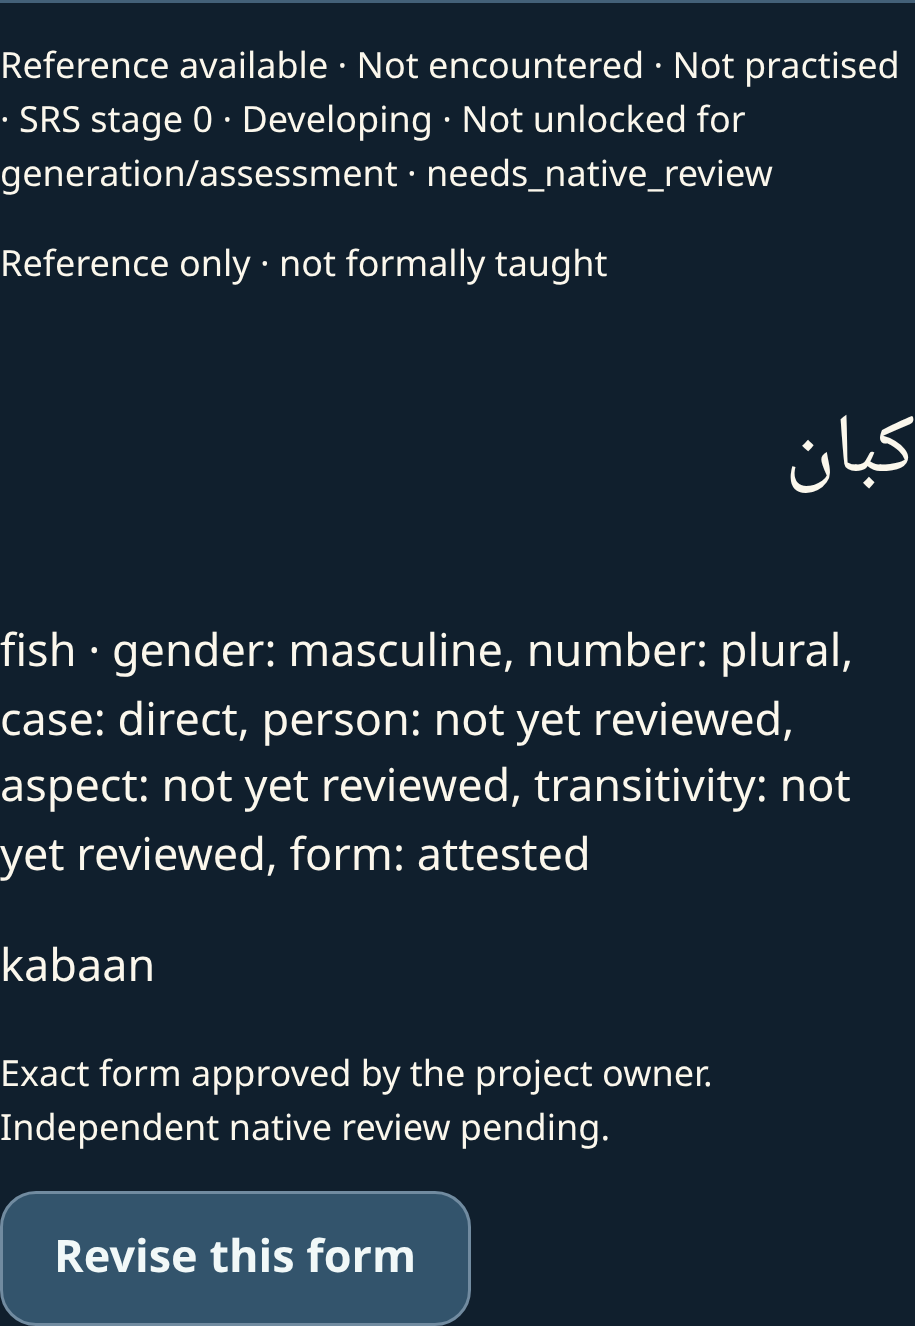 Reference available · Not encountered · Not practised
· SRS stage 0 · Developing · Not unlocked for
generation/assessment · needs_native_review
Reference only · not formally taught
کبان
fish · gender: masculine, number: plural,
case: direct, person: not yet reviewed,
aspect: not yet reviewed, transitivity: not
yet reviewed, form: attested
kabaan
Exact form approved by the project owner.
Independent native review pending.
Revise this form